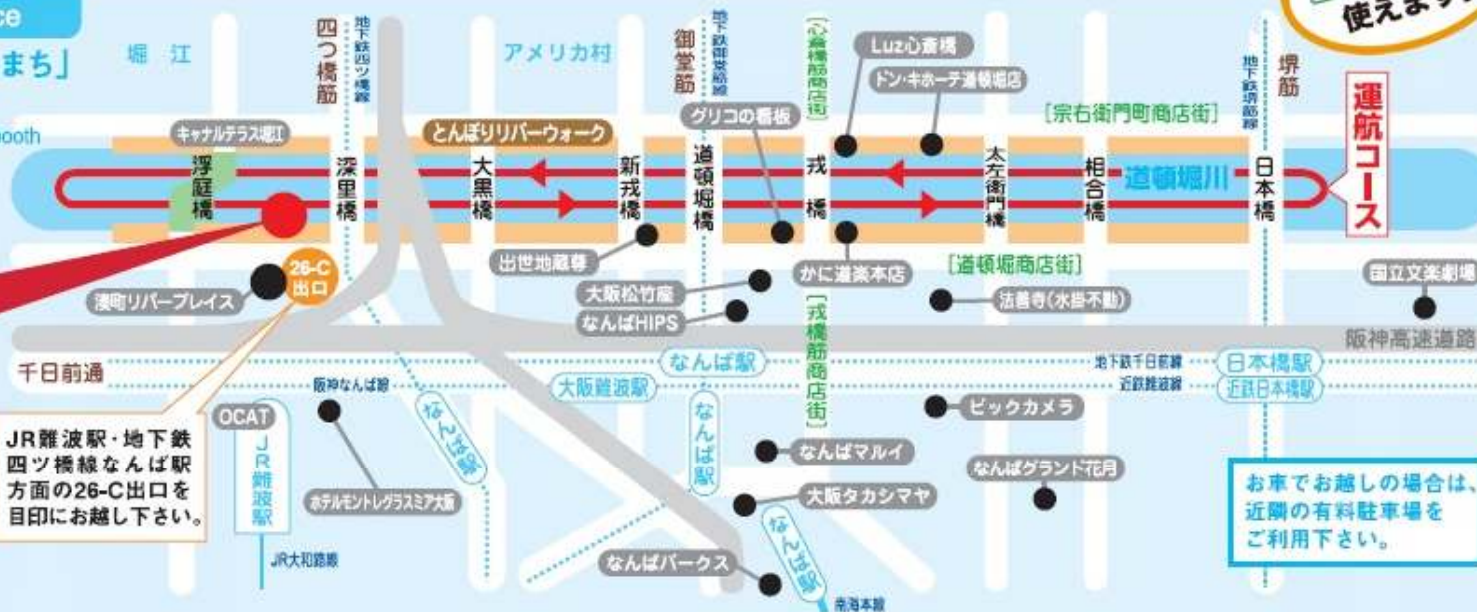 ce
まち」
堀 江
四つ橋筋
地下鉄四ツ橋線
アメリカ村
御堂筋
地下鉄御堂筋線
[心斎橋筋商店街]
Luz心斎橋
ドン・キホーテ道頓堀店
[宗右衛門町商店街]
地下鉄堺筋線
堺筋
使えます
運航コース
ooth
キャナルテラス堀江
とんぼりリバーウォーク
グリコの看板
浮庭橋
深里橋
大黒橋
新戎橋
道頓堀橋
戎橋
太左衛門橋
相合橋
道頓堀川
日本橋
26-C
出口
湊町リバープレイス
出世地蔵尊
大阪松竹座
なんばHIPS
かに道楽本店
[道頓堀商店街]
法善寺(水掛不動)
国立文楽劇場
[戎橋筋商店街]
阪神高速道路
千日前通
阪神なんば線
なんば駅
大阪難波駅
地下鉄千日前線
近鉄難波線
日本橋駅
近鉄日本橋駅
JR難波駅・地下鉄
四ツ橋線なんば駅
方面の26-C出口を
目印にお越し下さい。
OCAT
JR難波駅
JR大和路線
ホテルモントレグラスミア大阪
なんば駅
なんば駅
ビックカメラ
なんばマルイ
なんばグランド花月
大阪タカシマヤ
なんばパークス
なんば駅
南海本線
お車でお越しの場合は、
近隣の有料駐車場を
ご利用下さい。